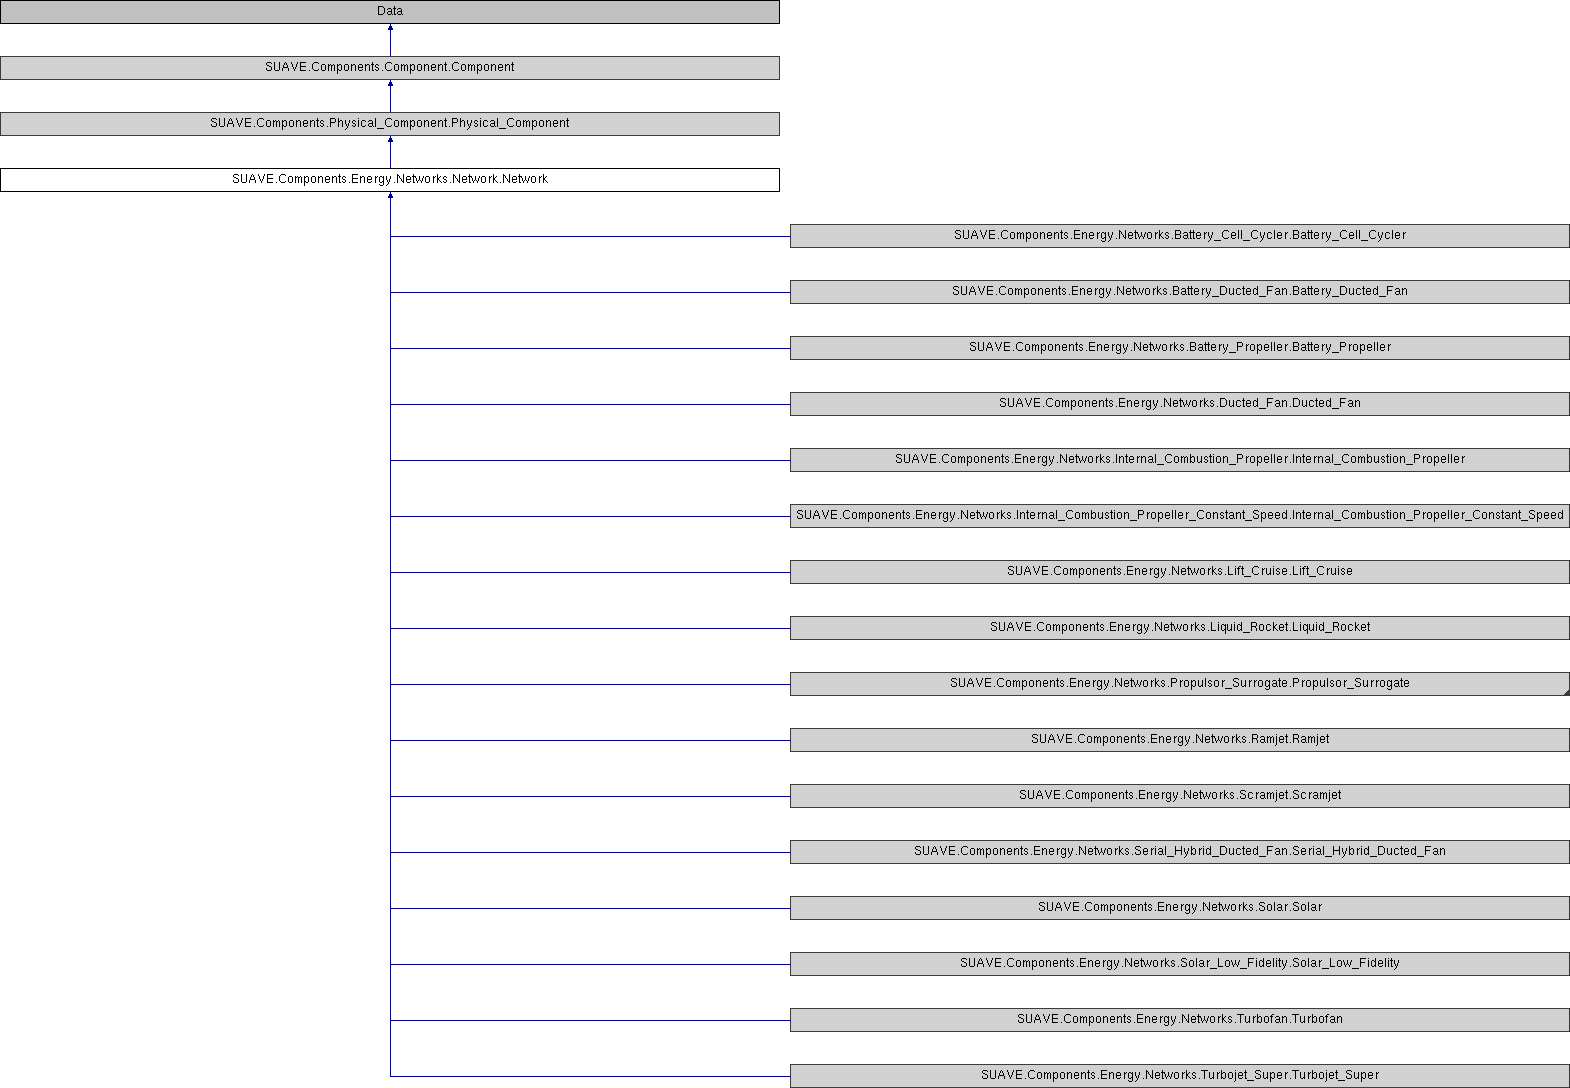 Data
SUAVE.Components.Component.Component
SUAVE.Components.Physical_Component.Physical_Component
SUAVE.Components.Energy.Networks.Network.Network
SUAVE.Components.Energy.Networks.Battery_Cell_Cycler.Battery_Cell_Cycler
SUAVE.Components.Energy.Networks.Battery_Ducted_Fan.Battery_Ducted_Fan
SUAVE.Components.Energy.Networks.Battery_Propeller.Battery_Propeller
SUAVE.Components.Energy.Networks.Ducted_Fan.Ducted_Fan
SUAVE.Components.Energy.Networks.Internal_Combustion_Propeller.Internal_Combustion_Propeller
SUAVE.Components.Energy.Networks.Internal_Combustion_Propeller_Constant_Speed.Internal_Combustion_Propeller_Constant_Speed
SUAVE.Components.Energy.Networks.Lift_Cruise.Lift_Cruise
SUAVE.Components.Energy.Networks.Liquid_Rocket.Liquid_Rocket
SUAVE.Components.Energy.Networks.Propulsor_Surrogate.Propulsor_Surrogate
SUAVE.Components.Energy.Networks.Ramjet.Ramjet
SUAVE.Components.Energy.Networks.Scramjet.Scramjet
SUAVE.Components.Energy.Networks.Serial_Hybrid_Ducted_Fan.Serial_Hybrid_Ducted_Fan
SUAVE.Components.Energy.Networks.Solar.Solar
SUAVE.Components.Energy.Networks.Solar_Low_Fidelity.Solar_Low_Fidelity
SUAVE.Components.Energy.Networks.Turbofan.Turbofan
SUAVE.Components.Energy.Networks.Turbojet_Super.Turbojet_Super